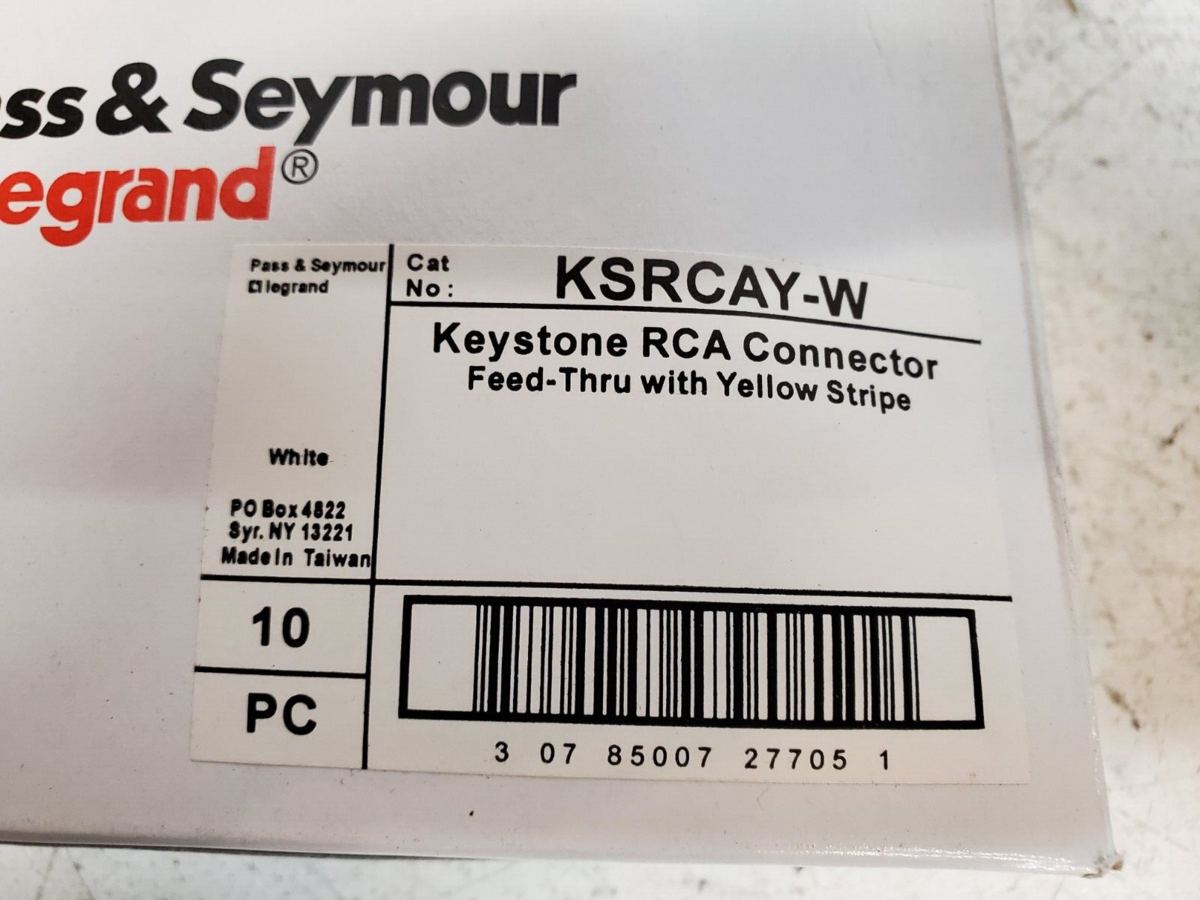 ass & Seymour
egrand®
Pass & Seymour
legrand
Cat
No:
KSRCAY-W
Keystone RCA Connector
Feed-Thru with Yellow Stripe
White
PO Box 4822
Syr. NY 13221
Made In Taiwan
10
PC
3 07 85007 27705 1